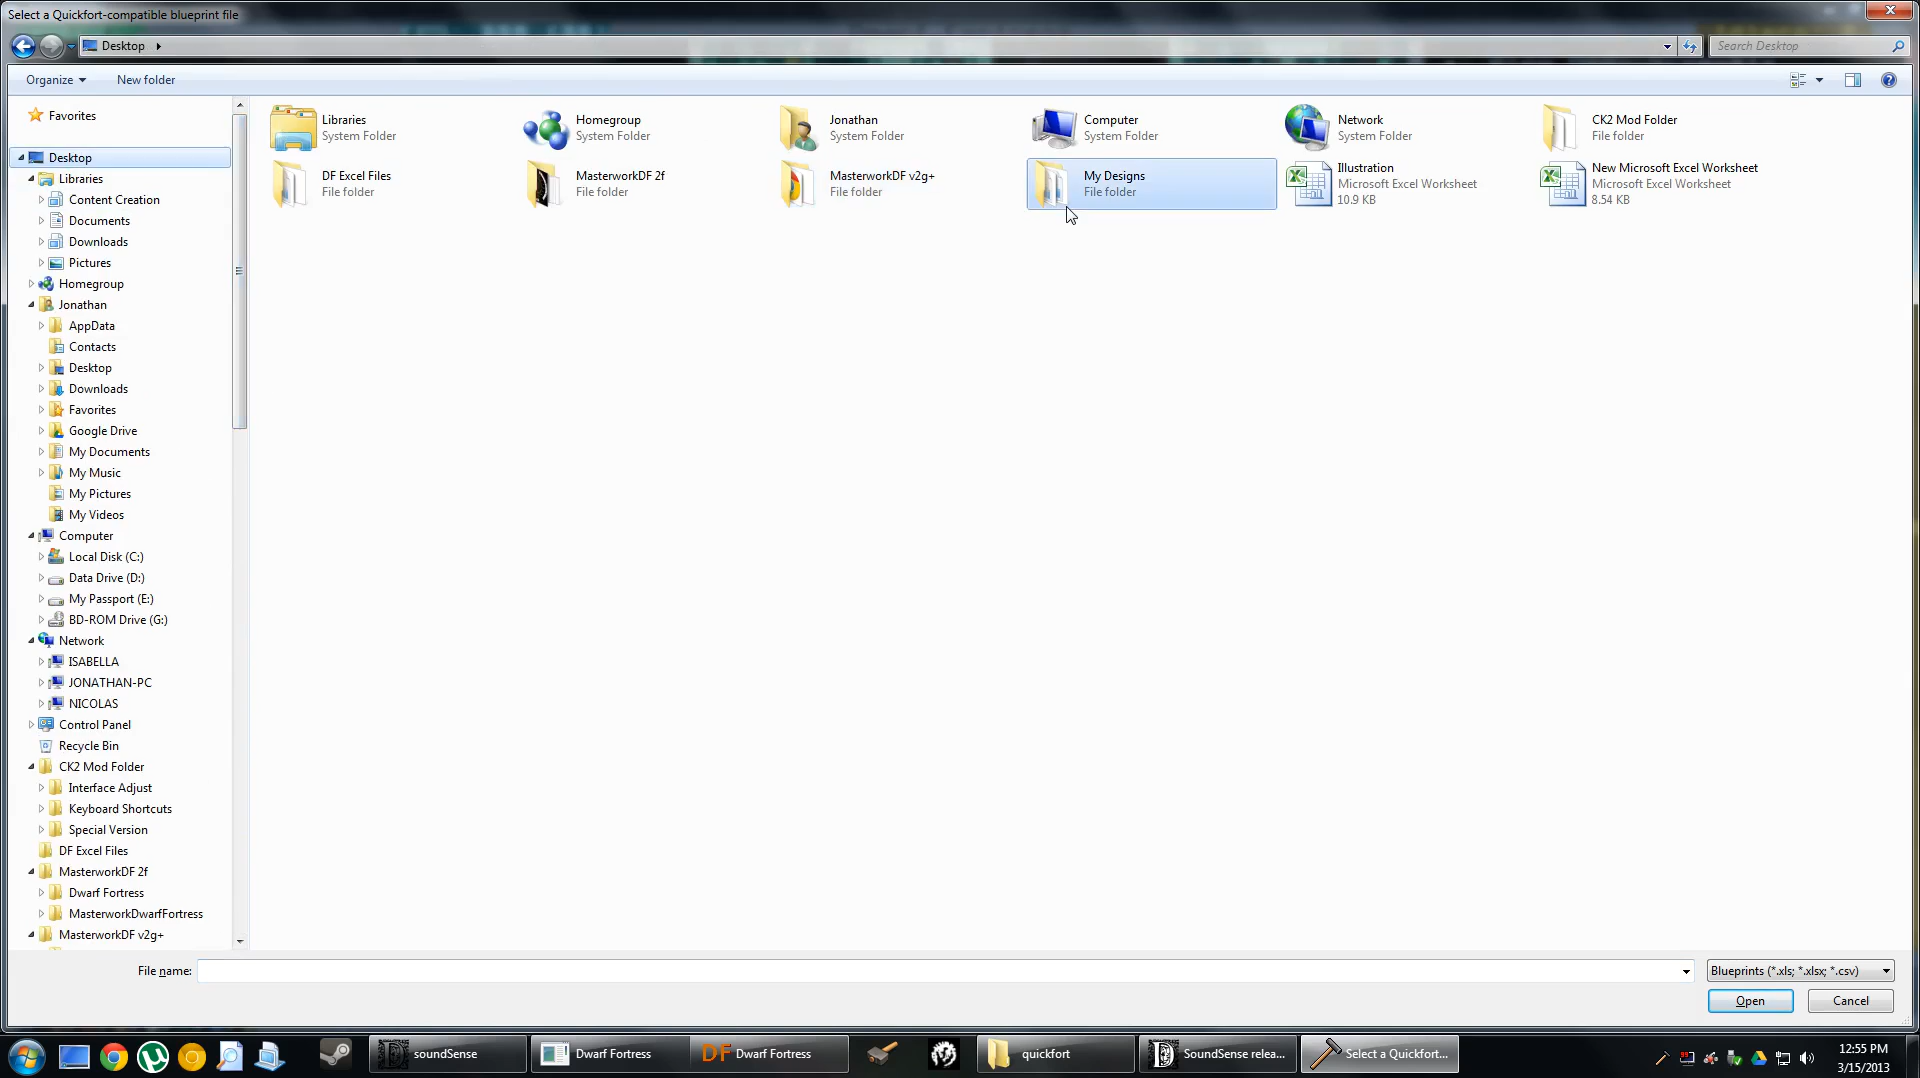 Select a Quickfort-compatible blueprint file
Desktop
Search Desktop
Organize
New folder
Favorites
Desktop
Libraries
Content Creation
Documents
Downloads
Pictures
Homegroup
Jonathan
AppData
Contacts
Desktop
Downloads
Favorites
Google Drive
My Documents
My Music
My Pictures
My Videos
Computer
Local Disk (C:)
Data Drive (D:)
My Passport (E:)
BD-ROM Drive (G:)
Network
ISABELLA
JONATHAN-PC
NICOLAS
Control Panel
Recycle Bin
CK2 Mod Folder
Interface Adjust
Keyboard Shortcuts
Special Version
DF Excel Files
MasterworkDF 2f
Dwarf Fortress
MasterworkDwarfFortress
MasterworkDF v2g+
Libraries
System Folder
Homegroup
System Folder
Jonathan
System Folder
Computer
System Folder
Network
System Folder
CK2 Mod Folder
File folder
DF Excel Files
File folder
MasterworkDF 2f
File folder
MasterworkDF v2g+
File folder
My Designs
File folder
Illustration
Microsoft Excel Worksheet
10.9 KB
New Microsoft Excel Worksheet
Microsoft Excel Worksheet
8.54 KB
File name:
Blueprints (*.xls; *.xlsx; *.csv)
Open
Cancel
soundSense
Dwarf Fortress
DF Dwarf Fortress
quickfort
SoundSense relea...
Select a Quickfort...
12:55 PM
3/15/2013